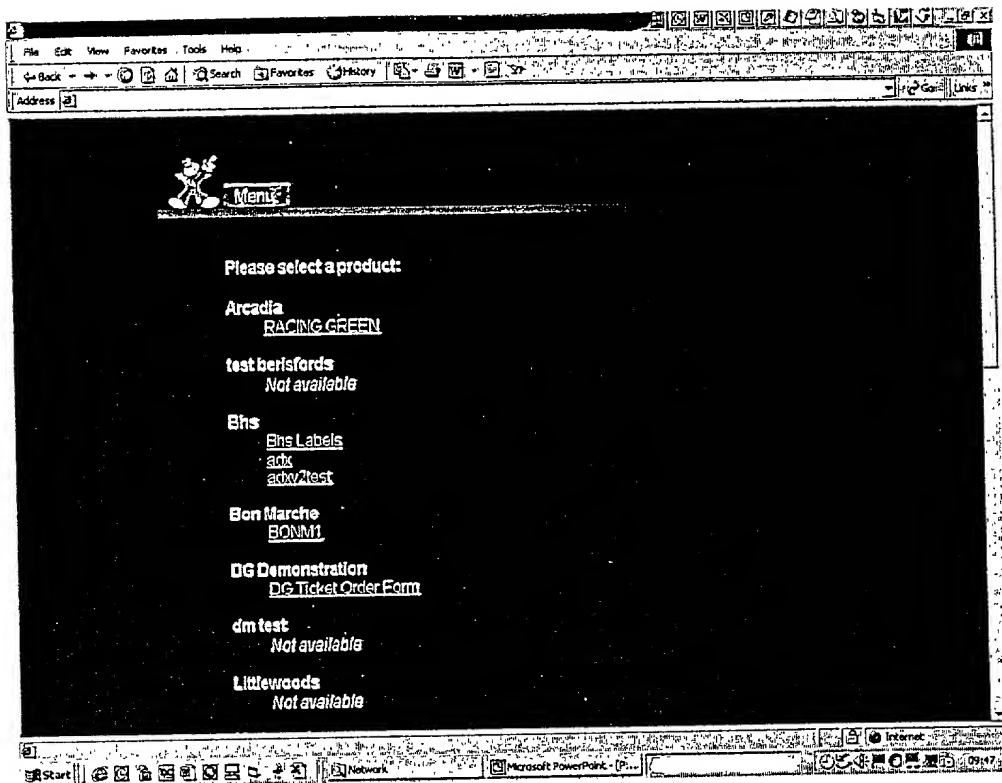 File Edit View Favorites Tools Help
Back Search Favorites History
Address Links
Menu
Please select a product:
Arcadia
RACING GREEN
test berisfords
Not available
Bhs
Bhs Labels
adx
adxv2test
Bon Marche
BONM1
DG Demonstration
DG Ticket Order Form
dm test
Not available
Littlewoods
Not available
Internet
Start Network Microsoft PowerPoint - [P... 09:47